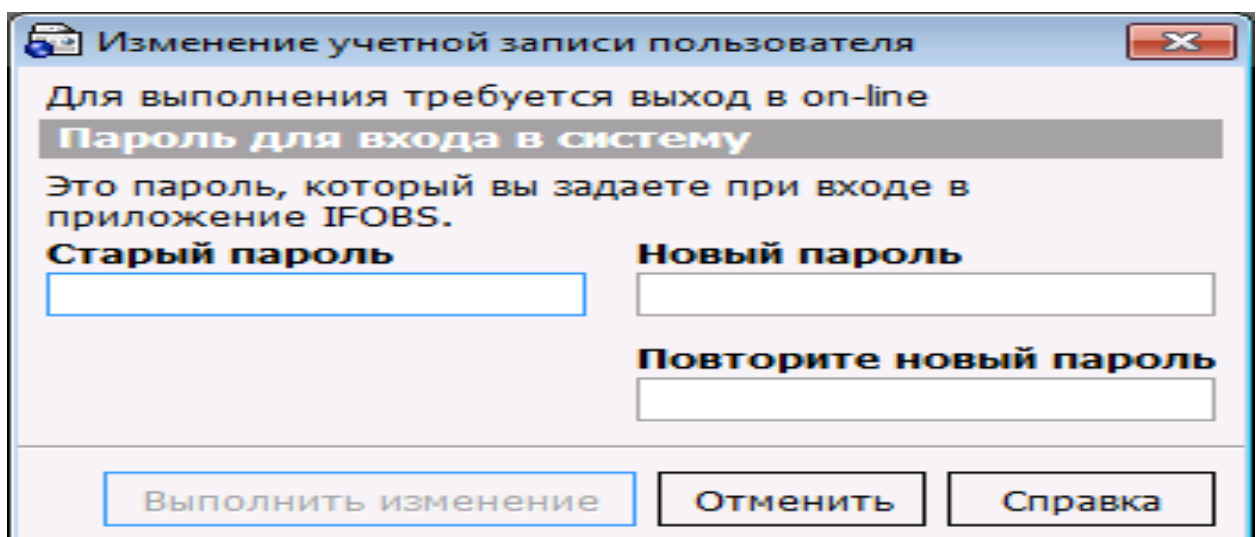 Изменение учетной записи пользователя
Для выполнения требуется выход в on-line
Пароль для входа в систему
Это пароль, который вы задаете при входе в
приложение IFOBS.
Старый пароль Новый пароль
Повторите новый пароль
Выполнить изменение Отменить Справка